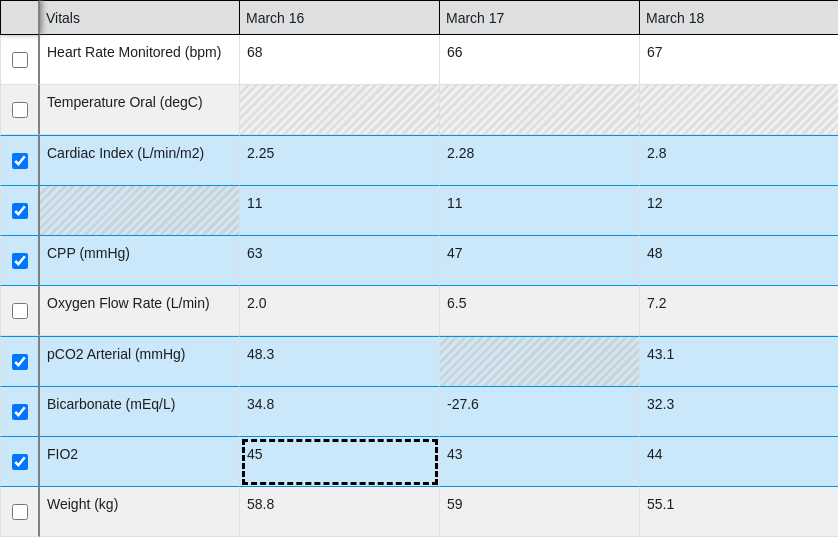 Vitals March 16 March 17 March 18
Heart Rate Monitored (bpm) 68 66 67
Temperature Oral (degC)
Cardiac Index (L/min/m2) 2.25 2.28 2.8
11 11 12
CPP (mmHg) 63 47 48
Oxygen Flow Rate (L/min) 2.0 6.5 7.2
pCO2 Arterial (mmHg) 48.3 43.1
Bicarbonate (mEq/L) 34.8 -27.6 32.3
FIO2 45 43 44
Weight (kg) 58.8 59 55.1